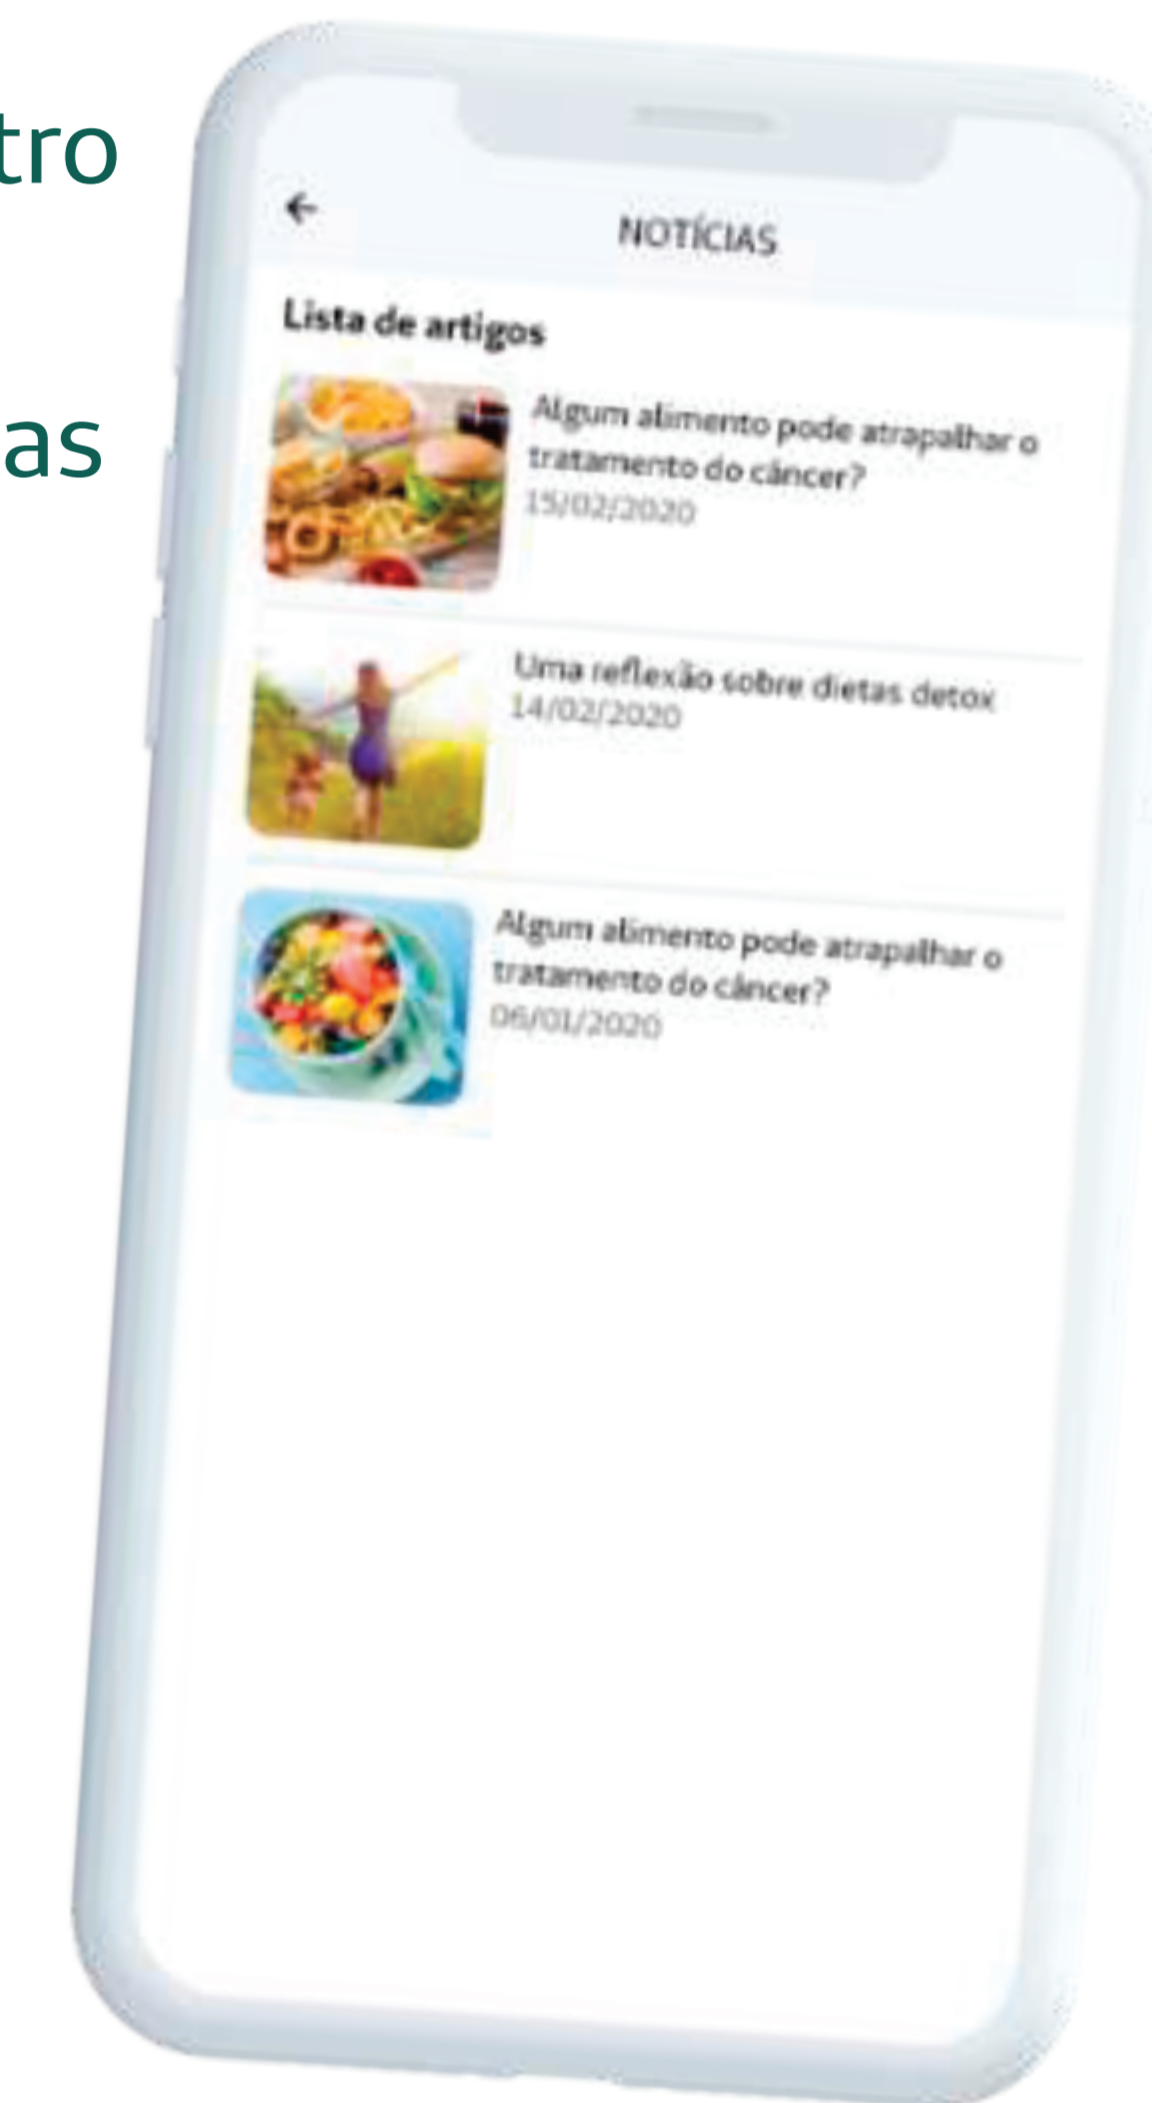 tro
as
NOTÍCIAS
Lista de artigos
Algum alimento pode atrapalhar o
tratamento do câncer?
15/02/2020
Uma reflexão sobre dietas detox
14/02/2020
Algum alimento pode atrapalhar o
tratamento do câncer?
06/01/2020